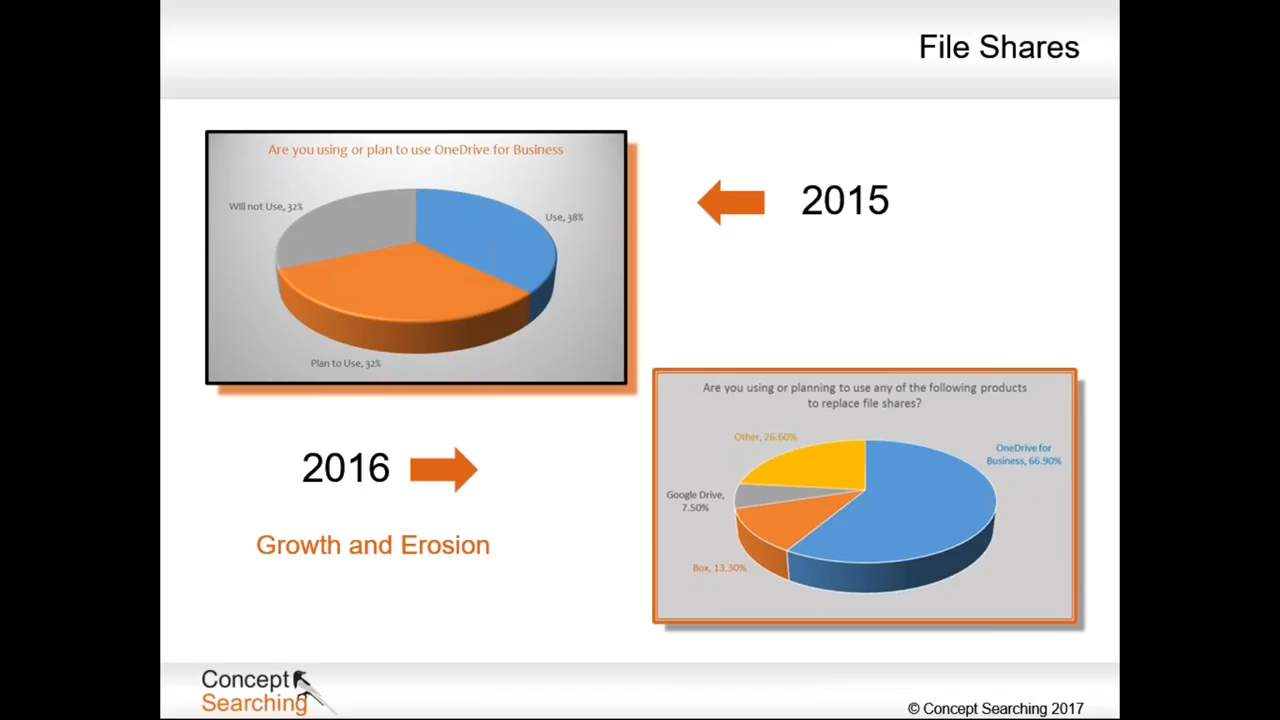 File Shares
Are you using or plan to use OneDrive for Business
Will not Use, 32%
Use, 38%
Plan to Use, 32%
2015
2016
Growth and Erosion
Are you using or planning to use any of the following products
to replace file shares?
Other, 26.60%
OneDrive for
Business, 66.90%
Google Drive,
7.50%
Box, 13.30%
Concept
Searching
© Concept Searching 2017